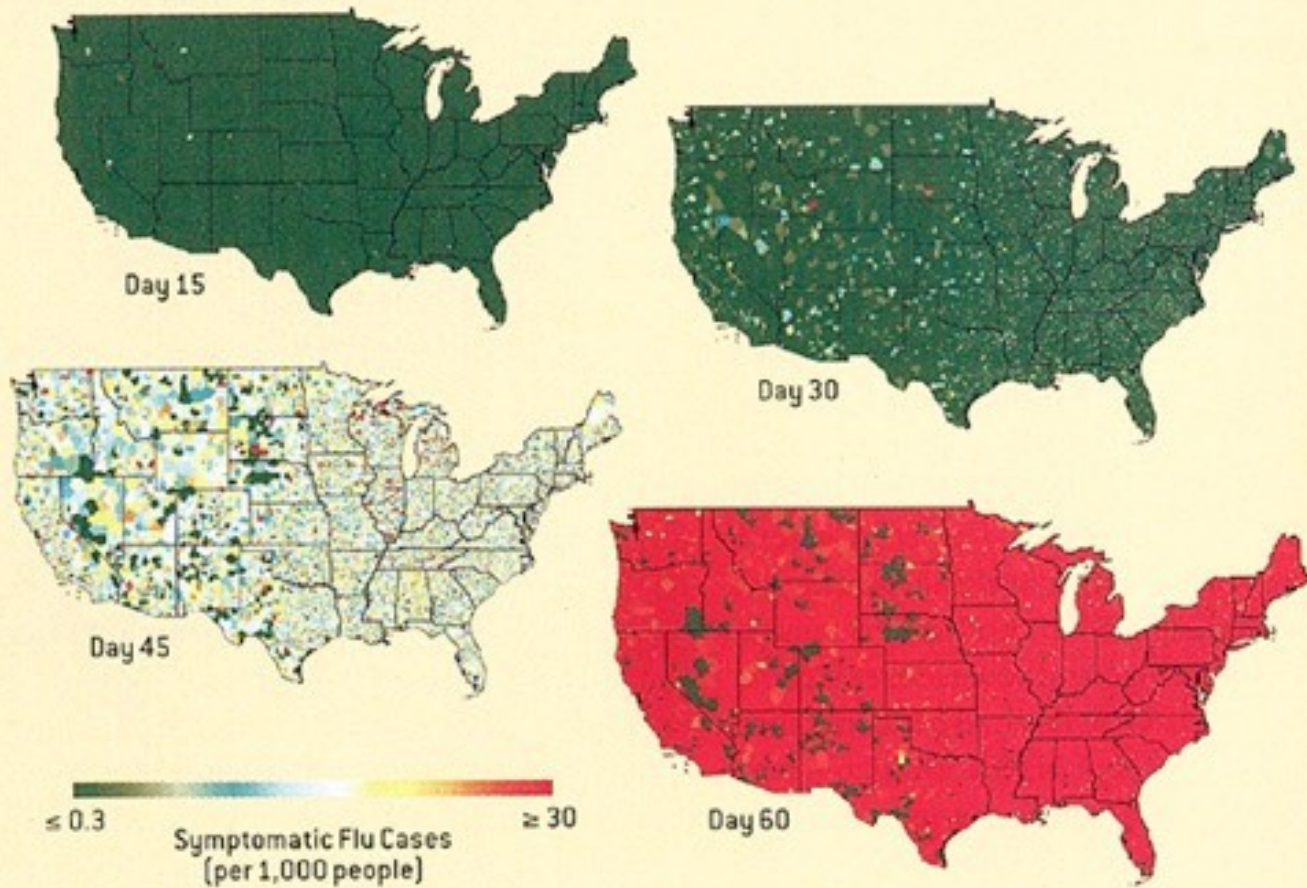 Day 15
Day 30
Day 45
Day 60
≤ 0.3
≥ 30
Symptomatic Flu Cases
(per 1,000 people)